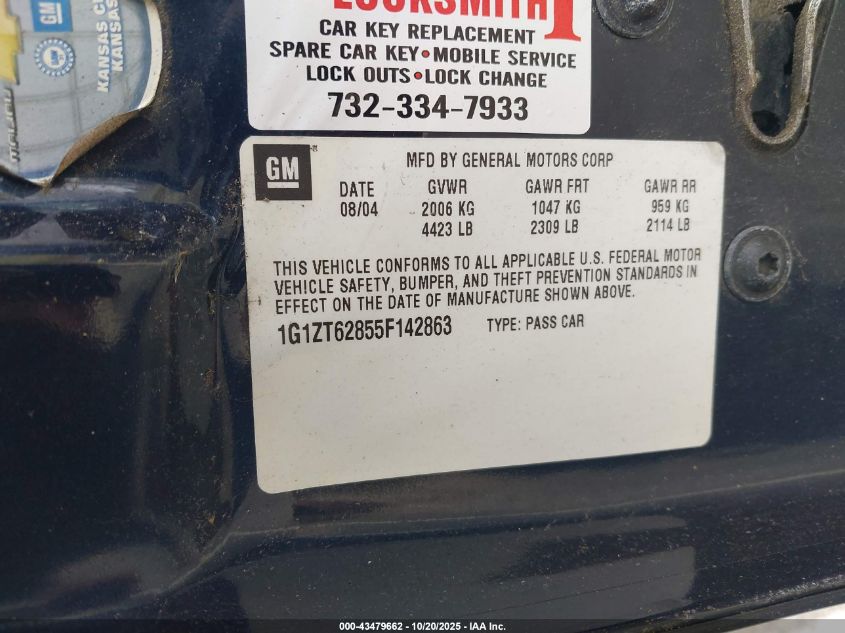 LOCKSMITH 1
CAR KEY REPLACEMENT
SPARE CAR KEY•MOBILE SERVICE
LOCK OUTS•LOCK CHANGE
732-334-7933
GM
KANSAS
KANSAS
GM
MFD BY GENERAL MOTORS CORP
DATE GVWR GAWR FRT GAWR RR
08/04 2006 KG 1047 KG 959 KG
4423 LB 2309 LB 2114 LB
THIS VEHICLE CONFORMS TO ALL APPLICABLE U.S. FEDERAL MOTOR
VEHICLE SAFETY, BUMPER, AND THEFT PREVENTION STANDARDS IN
EFFECT ON THE DATE OF MANUFACTURE SHOWN ABOVE.
1G1ZT62855F142863 TYPE: PASS CAR
000-43479662 | 10/20/2025 | IAA Inc.